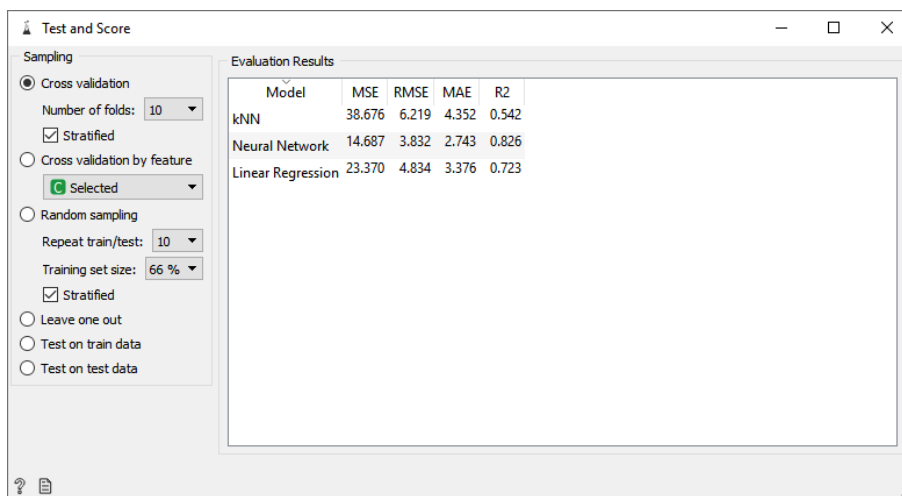 Test and Score
Sampling
Cross validation
Number of folds: 10
Stratified
Cross validation by feature
C Selected
Random sampling
Repeat train/test: 10
Training set size: 66 %
Stratified
Leave one out
Test on train data
Test on test data
Evaluation Results
Model MSE RMSE MAE R2
kNN 38.676 6.219 4.352 0.542
Neural Network 14.687 3.832 2.743 0.826
Linear Regression 23.370 4.834 3.376 0.723
?